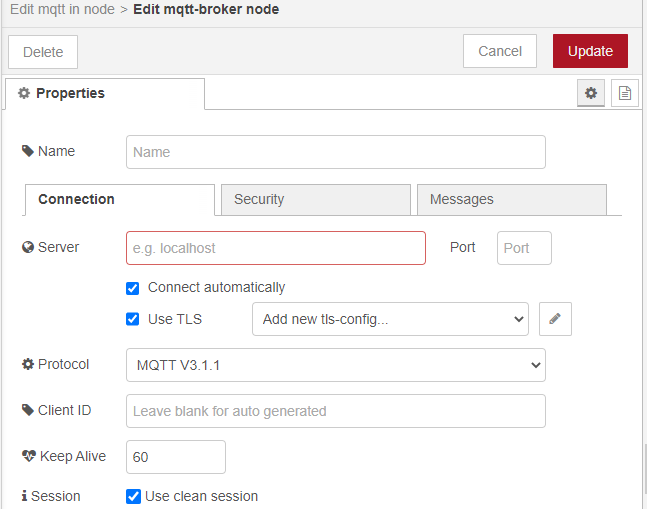 Edit mqtt in node > Edit mqtt-broker node
Delete Cancel Update
Properties
Name Name
Connection Security Messages
Server e.g. localhost Port Port
Connect automatically
Use TLS Add new tls-config...
Protocol MQTT V3.1.1
Client ID Leave blank for auto generated
Keep Alive 60
Session Use clean session